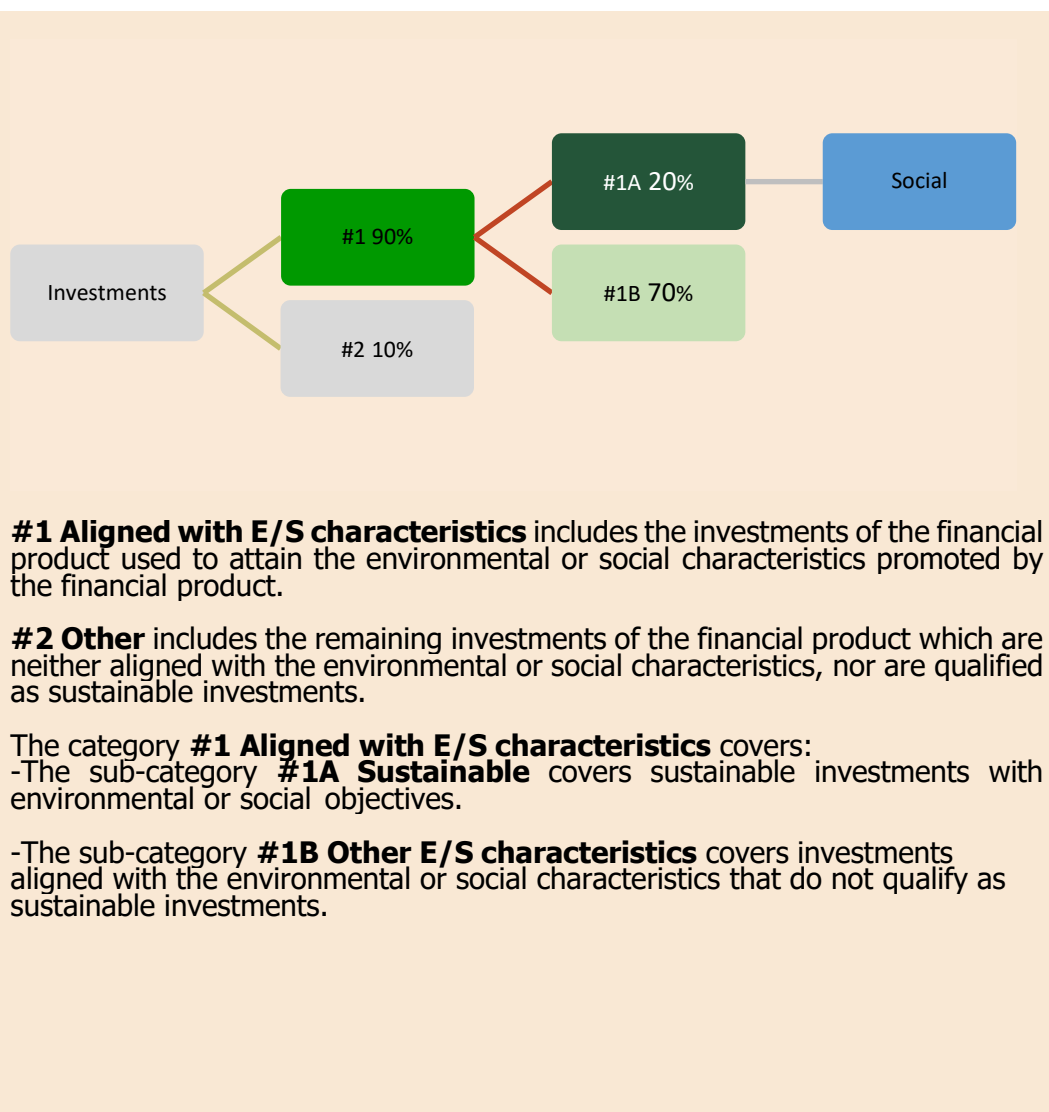 #1A 20%
Social
#1 90%
Investments
#1B 70%
#2 10%
#1 Aligned with E/S characteristics includes the investments of the financial
product used to attain the environmental or social characteristics promoted by
the financial product.
#2 Other includes the remaining investments of the financial product which are
neither aligned with the environmental or social characteristics, nor are qualified
as sustainable investments.
The category #1 Aligned with E/S characteristics covers:
-The sub-category #1A Sustainable covers sustainable investments with
environmental or social objectives.
-The sub-category #1B Other E/S characteristics covers investments
aligned with the environmental or social characteristics that do not qualify as
sustainable investments.